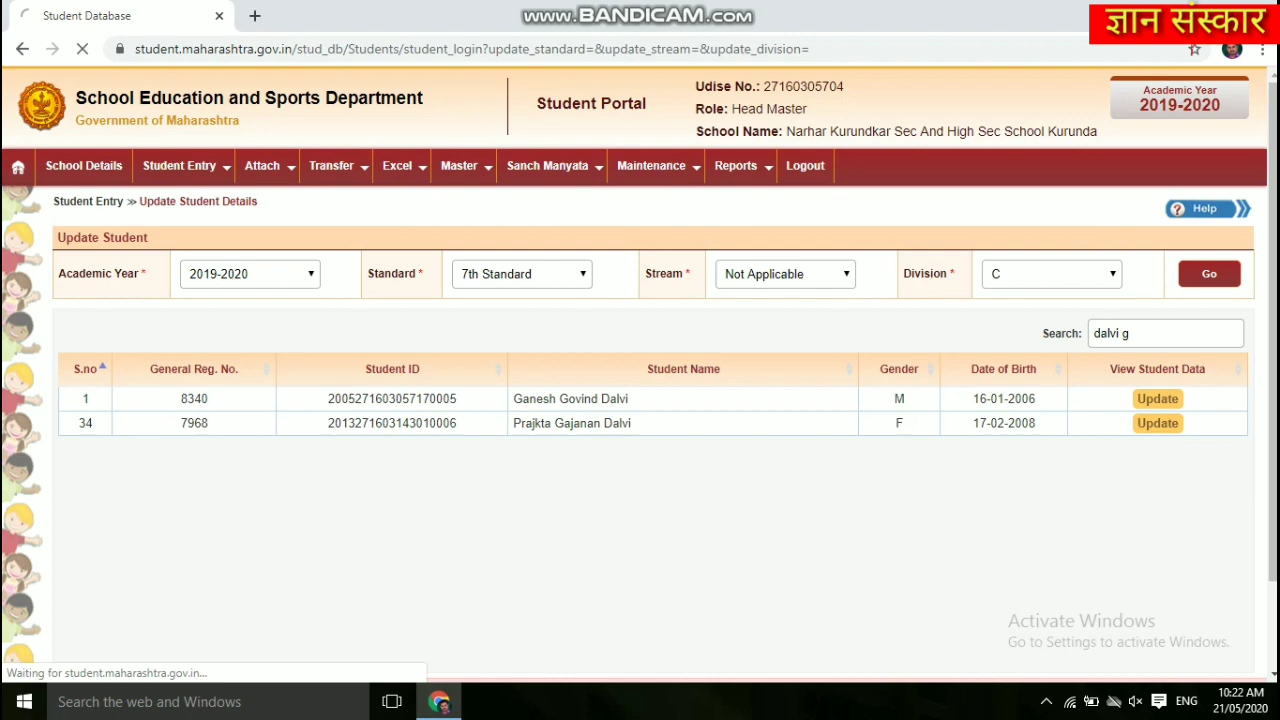 Student Database
www.BANDICAM.com
ज्ञान संस्कार
student.maharashtra.gov.in/stud_db/Students/student_login?update_standard=&update_stream=&update_division=
School Education and Sports Department
Government of Maharashtra
Student Portal
Udise No.: 27160305704
Role: Head Master
School Name: Narhar Kurundkar Sec And High Sec School Kurunda
Academic Year
2019-2020
School Details Student Entry Attach Transfer Excel Master Sanch Manyata Maintenance Reports Logout
Student Entry >> Update Student Details
Help
Update Student
Academic Year * 2019-2020 Standard * 7th Standard Stream * Not Applicable Division * C Go
Search: dalvi g
S.no General Reg. No. Student ID Student Name Gender Date of Birth View Student Data
1 8340 2005271603057170005 Ganesh Govind Dalvi M 16-01-2006 Update
34 7968 2013271603143010006 Prajkta Gajanan Dalvi F 17-02-2008 Update
Activate Windows
Go to Settings to activate Windows.
Waiting for student.maharashtra.gov.in...
Search the web and Windows
ENG
10:22 AM
21/05/2020